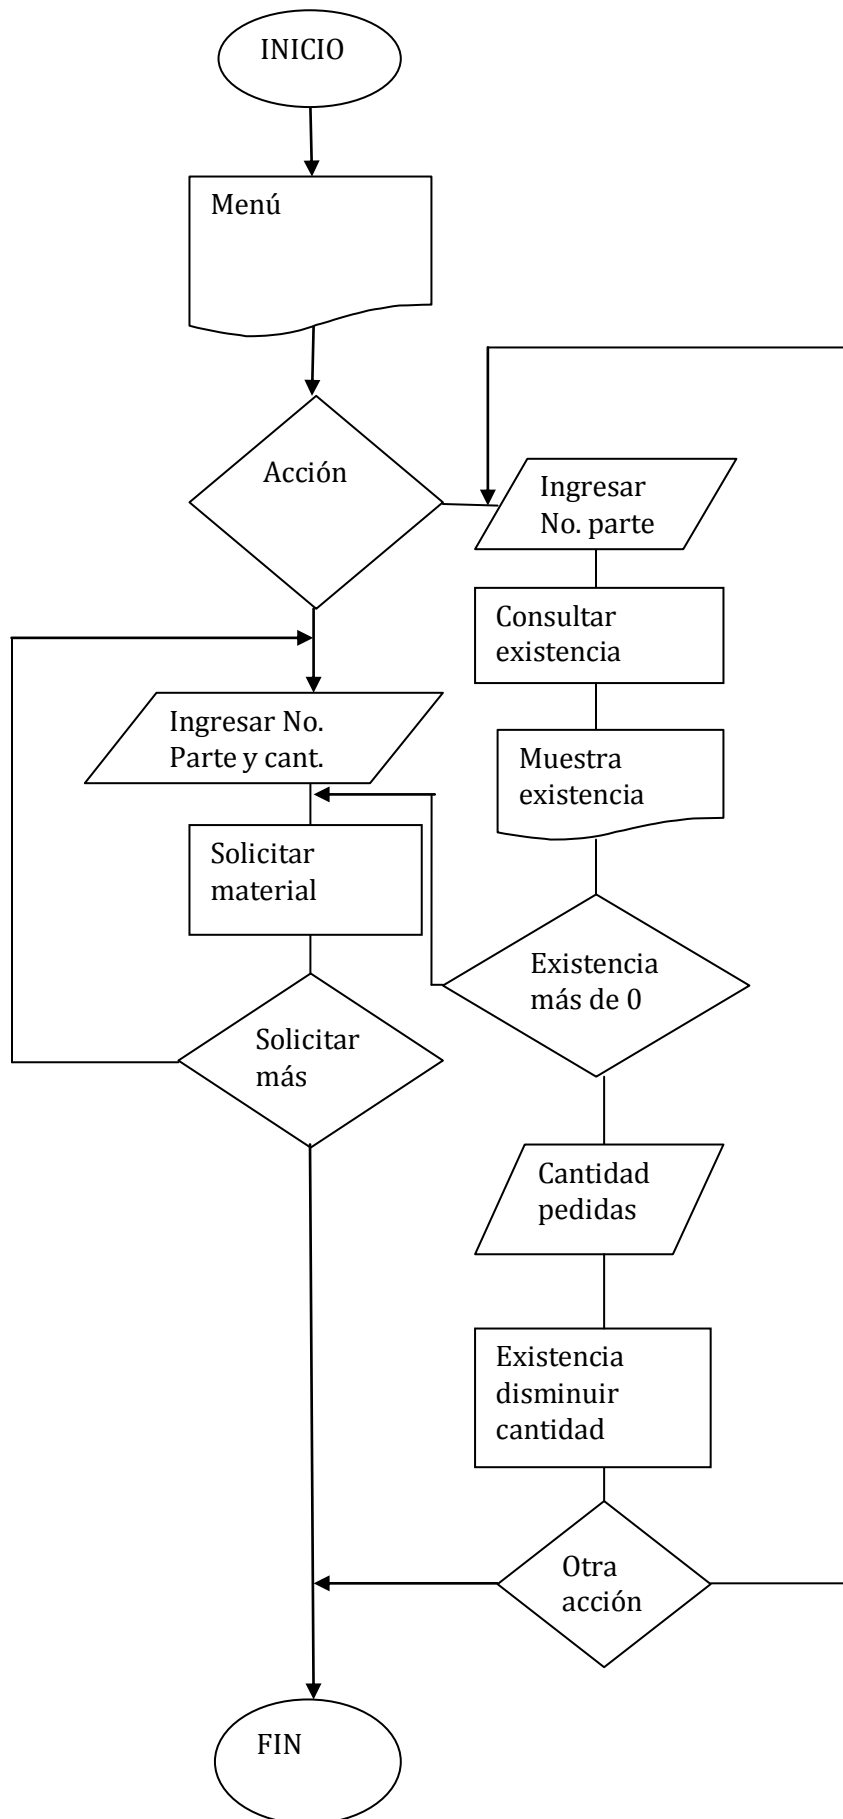 INICIO
Menú
Acción
Ingresar
No. parte
Consultar
existencia
Ingresar No.
Parte y cant.
Muestra
existencia
Solicitar
material
Existencia
más de 0
Solicitar
más
Cantidad
pedidas
Existencia
disminuir
cantidad
Otra
acción
FIN